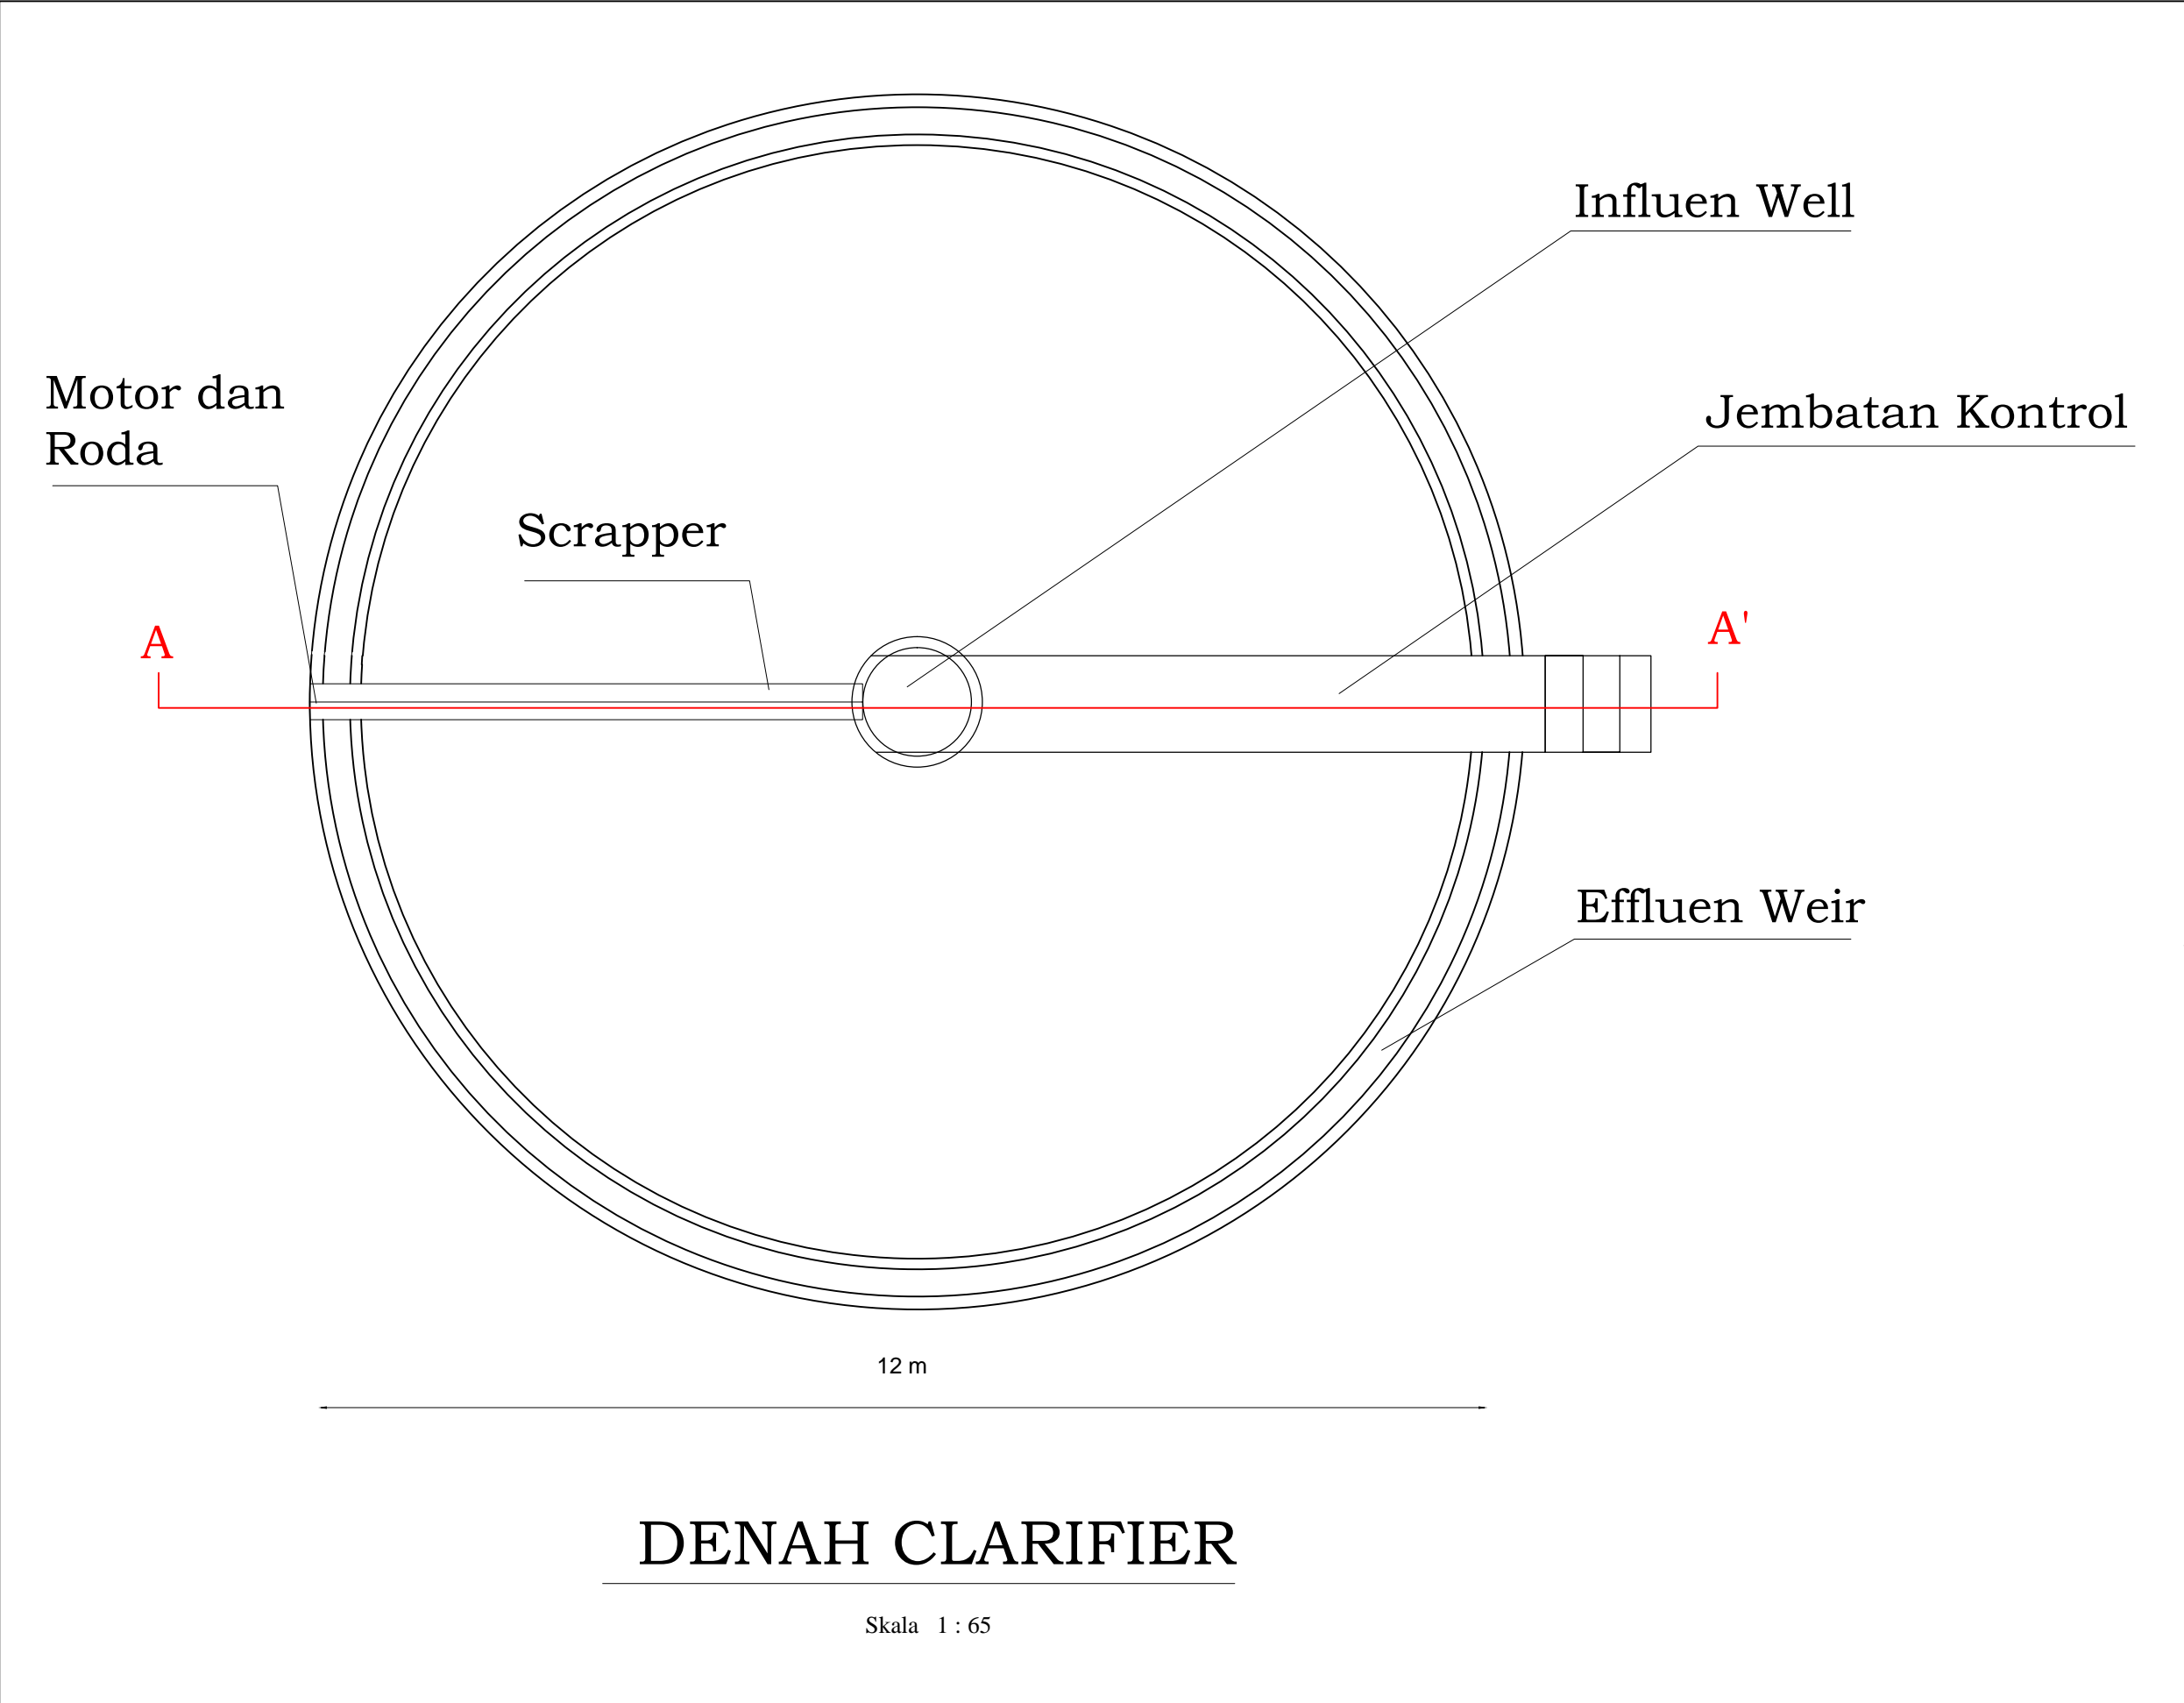 Influen Well
Motor dan
Roda
Jembatan Kontrol
Scrapper
A
A'
Effluen Weir
12 m
DENAH CLARIFIER
Skala 1 : 65